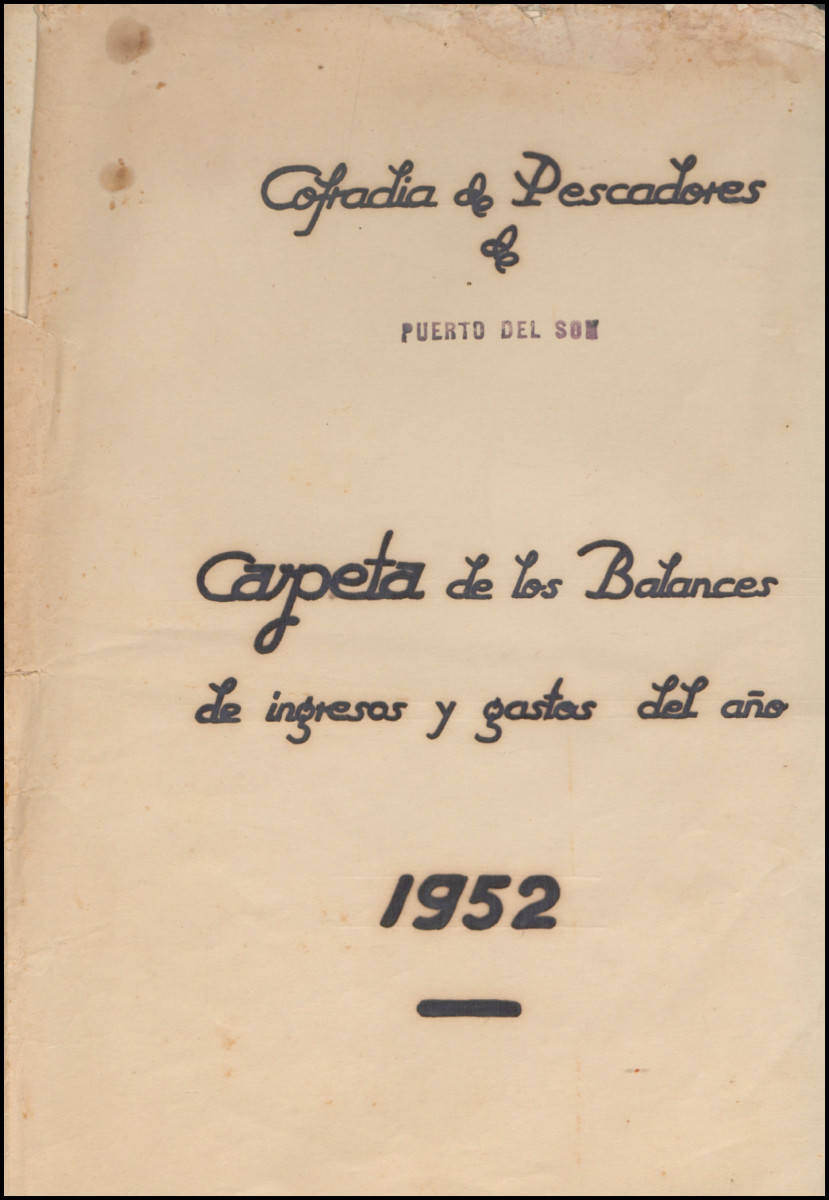 Cofradia de Pescadores
de
PUERTO DEL SON
Carpeta de los Balances
de ingresos y gastos del año
1952